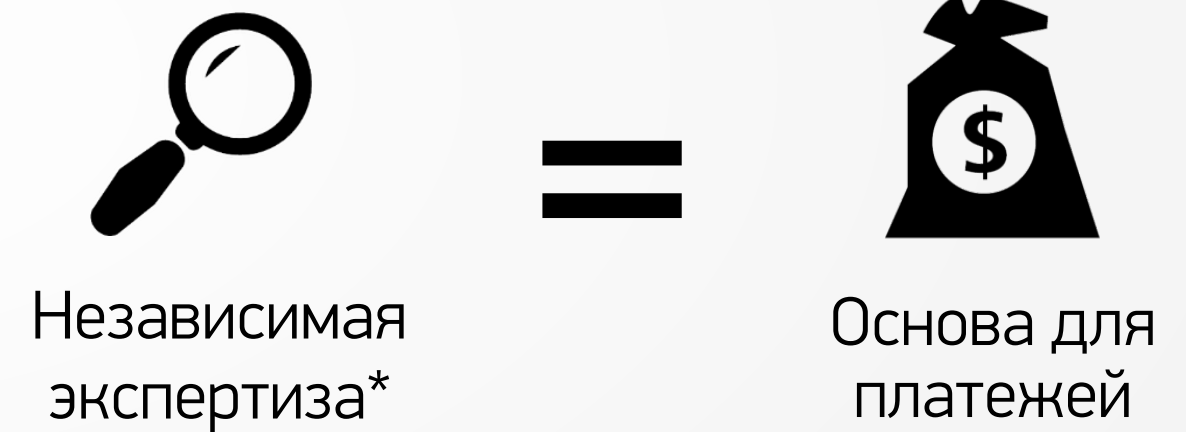 $
Независимая
экспертиза*
Основа для
платежей